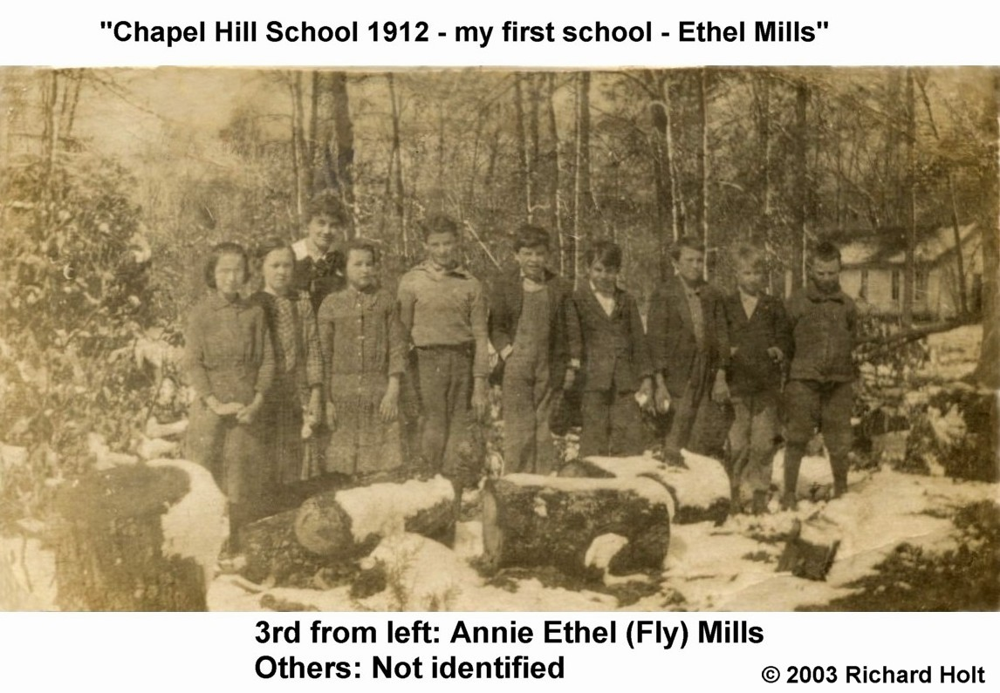 "Chapel Hill School 1912 - my first school - Ethel Mills"
3rd from left: Annie Ethel (Fly) Mills
Others: Not identified
© 2003 Richard Holt